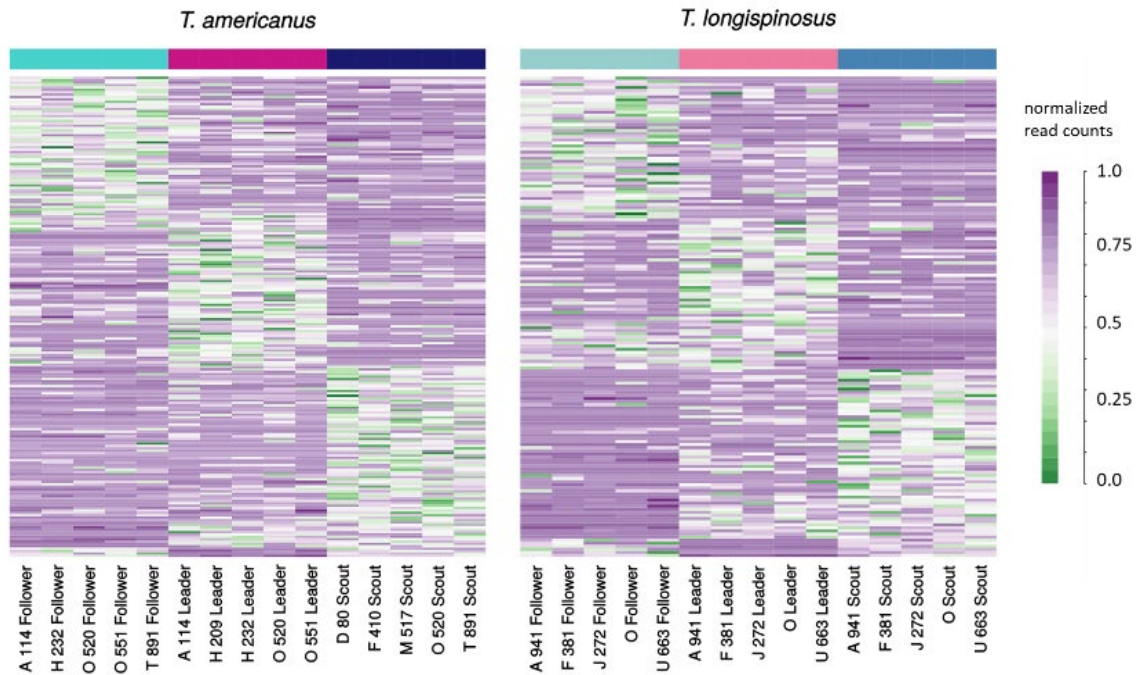 T. americanus
T. longispinosus
normalized
read counts
1.0
0.75
0.5
0.25
0.0
A 114 Follower
H 232 Follower
O 520 Follower
O 551 Follower
T 891 Follower
A 114 Leader
H 209 Leader
H 232 Leader
O 520 Leader
O 551 Leader
D 80 Scout
F 410 Scout
M 517 Scout
O 520 Scout
T 891 Scout
A 941 Follower
F 381 Follower
J 272 Follower
O Follower
U 663 Follower
A 941 Leader
F 381 Leader
J 272 Leader
O Leader
U 663 Leader
A 941 Scout
F 381 Scout
J 272 Scout
O Scout
U 663 Scout